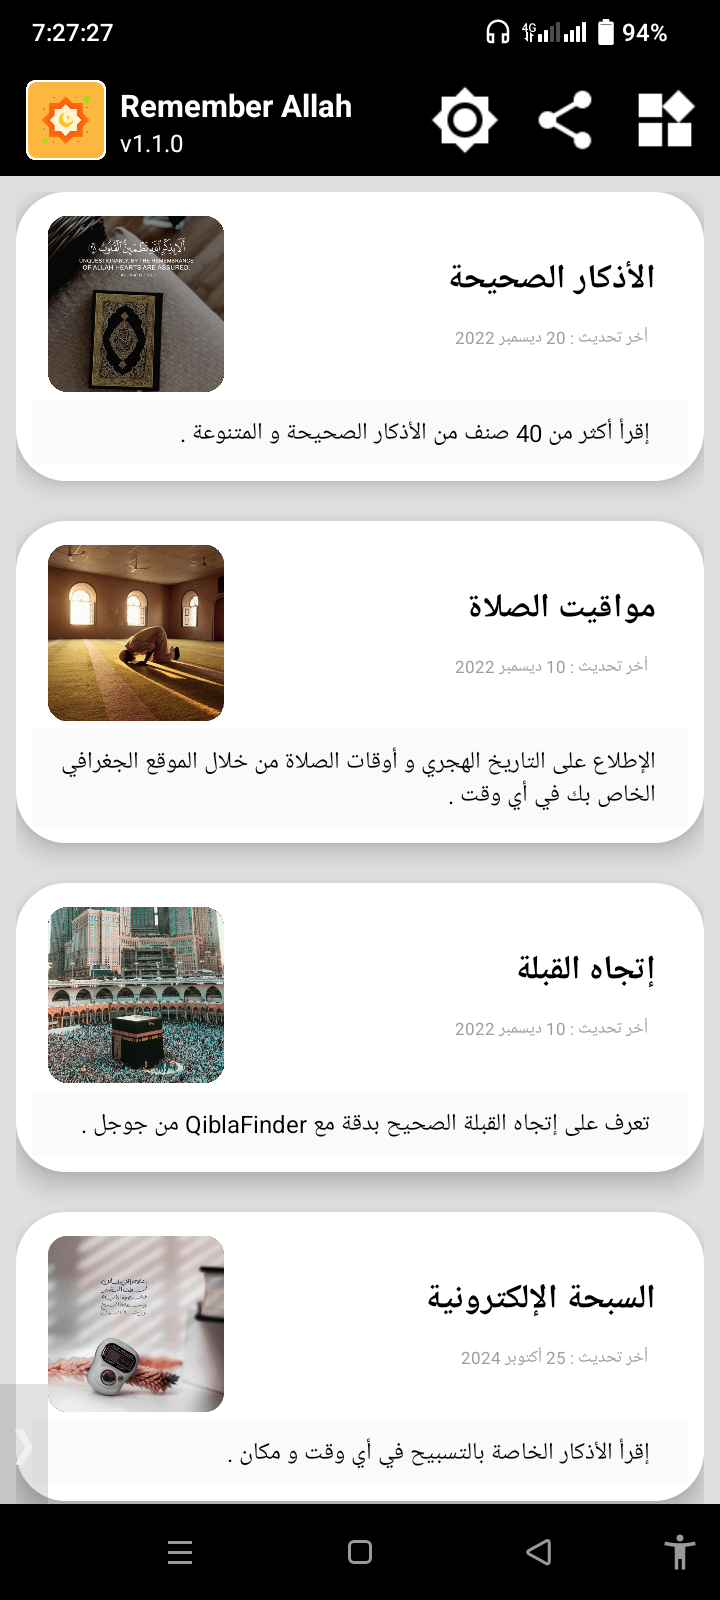 7:27:27
4G
94%
Remember Allah
v1.1.0
UNQUESTIONABLY, BY THE REMEMBRANCE
OF ALLAH HEARTS ARE ASSURED.
الأذكار الصحيحة
أخر تحديث : 20 ديسمبر 2022
إقرأ أكثر من 40 صنف من الأذكار الصحيحة و المتنوعة .
مواقيت الصلاة
أخر تحديث : 10 ديسمبر 2022
الإطلاع على التاريخ الهجري و أوقات الصلاة من خلال الموقع الجغرافي
الخاص بك في أي وقت .
إتجاه القبلة
أخر تحديث : 10 ديسمبر 2022
تعرف على إتجاه القبلة الصحيح بدقة مع QiblaFinder من جوجل .
السبحة الإلكترونية
أخر تحديث : 25 أكتوبر 2024
إقرأ الأذكار الخاصة بالتسبيح في أي وقت و مكان .